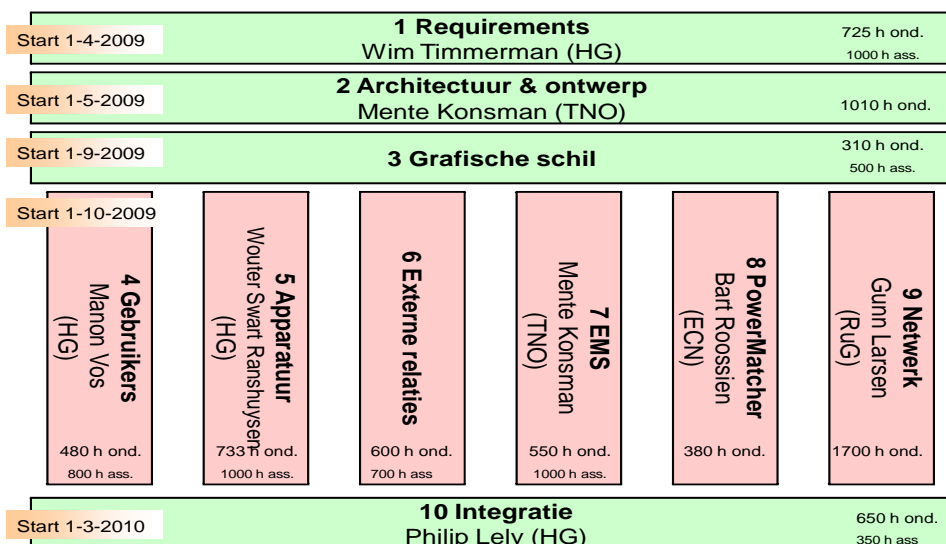 Start 1-4-2009
1 Requirements
Wim Timmerman (HG)
725 h ond.
1000 h ass.
Start 1-5-2009
2 Architectuur & ontwerp
Mente Konsman (TNO)
1010 h ond.
Start 1-9-2009
3 Grafische schil
310 h ond.
500 h ass.
Start 1-10-2009
4 Gebruikers
Manon Vos
(HG)
480 h ond.
800 h ass.
5 Apparatuur
Wouter Swart Ranshuysen
(HG)
733 h ond.
1000 h ass.
6 Externe relaties
600 h ond.
700 h ass
7 EMS
Mente Konsman
(TNO)
550 h ond.
1000 h ass.
8 PowerMatcher
Bart Roossien
(ECN)
380 h ond.
9 Netwerk
Gunn Larsen
(RuG)
1700 h ond.
Start 1-3-2010
10 Integratie
Philip Lely (HG)
650 h ond.
350 h ass